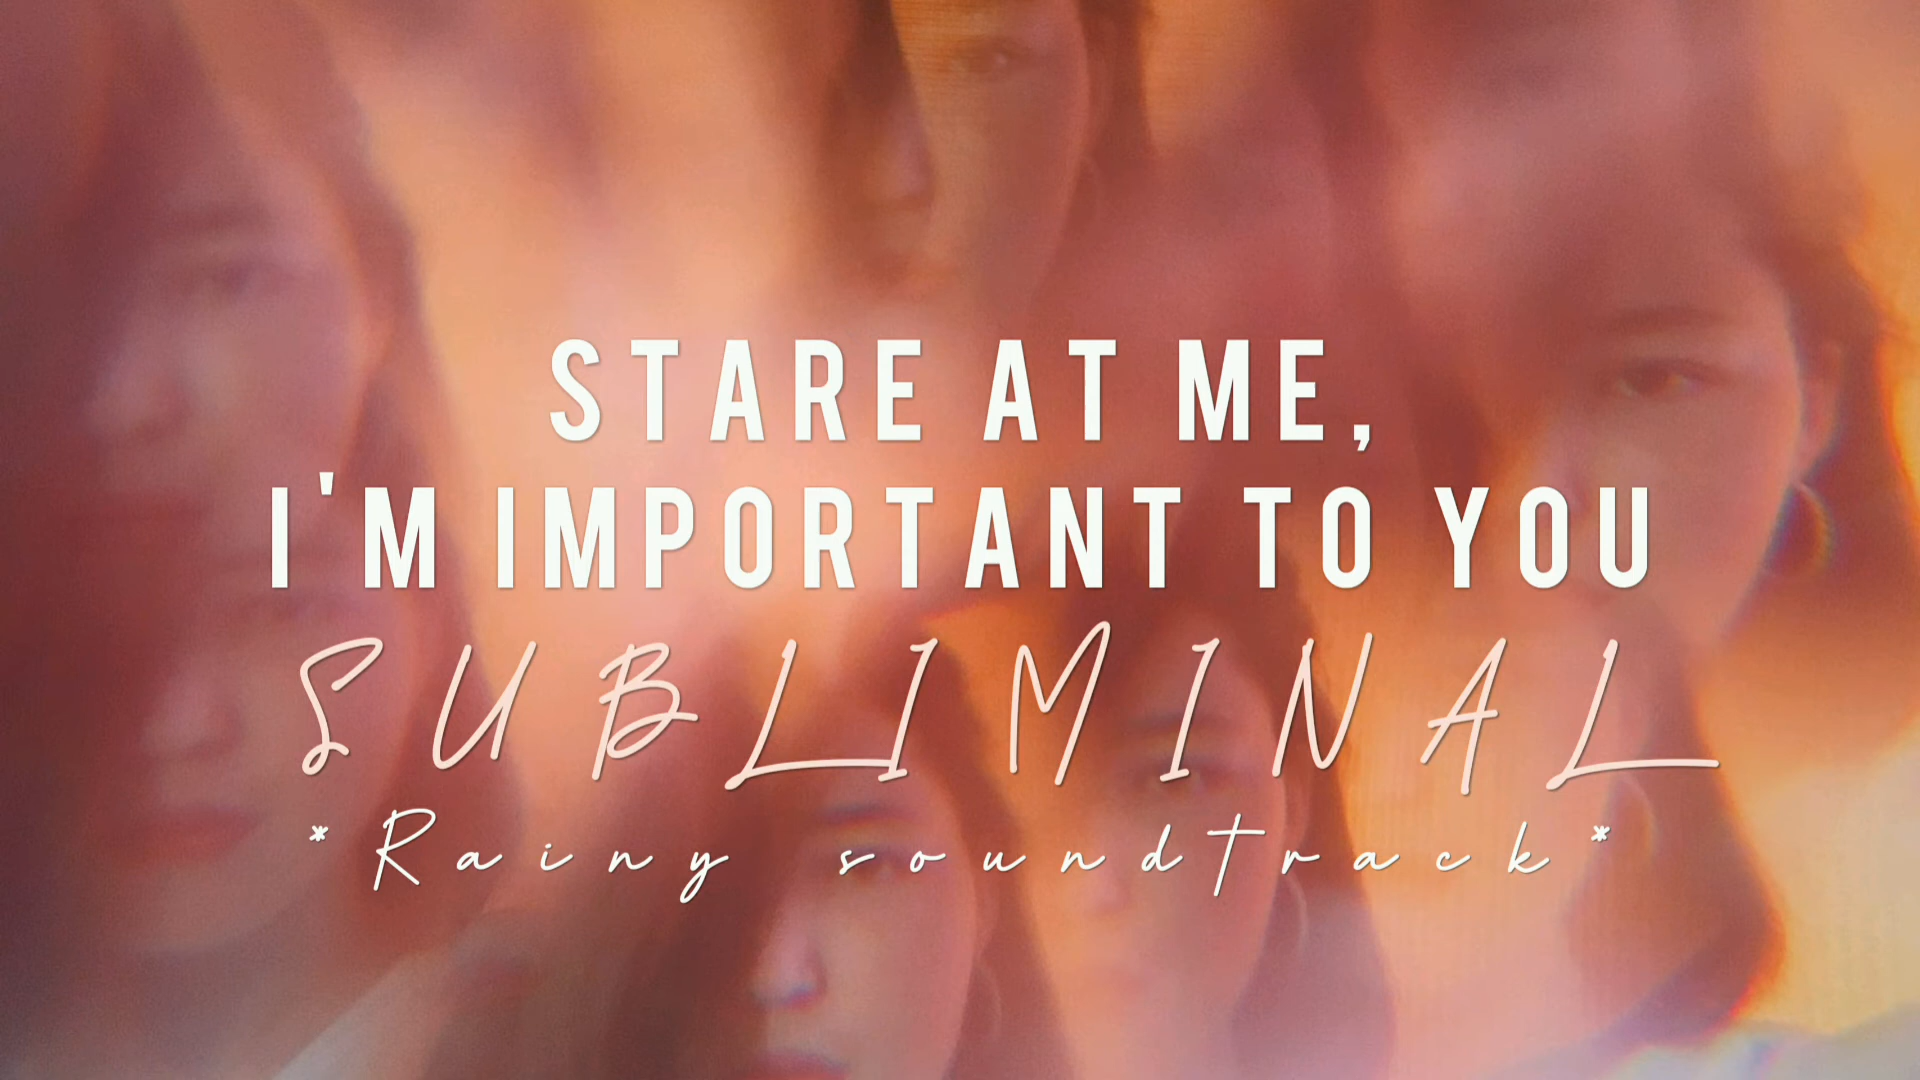 STARE AT ME,
I'M IMPORTANT TO YOU
SUBLIMINAL
*Rainy soundtrack*